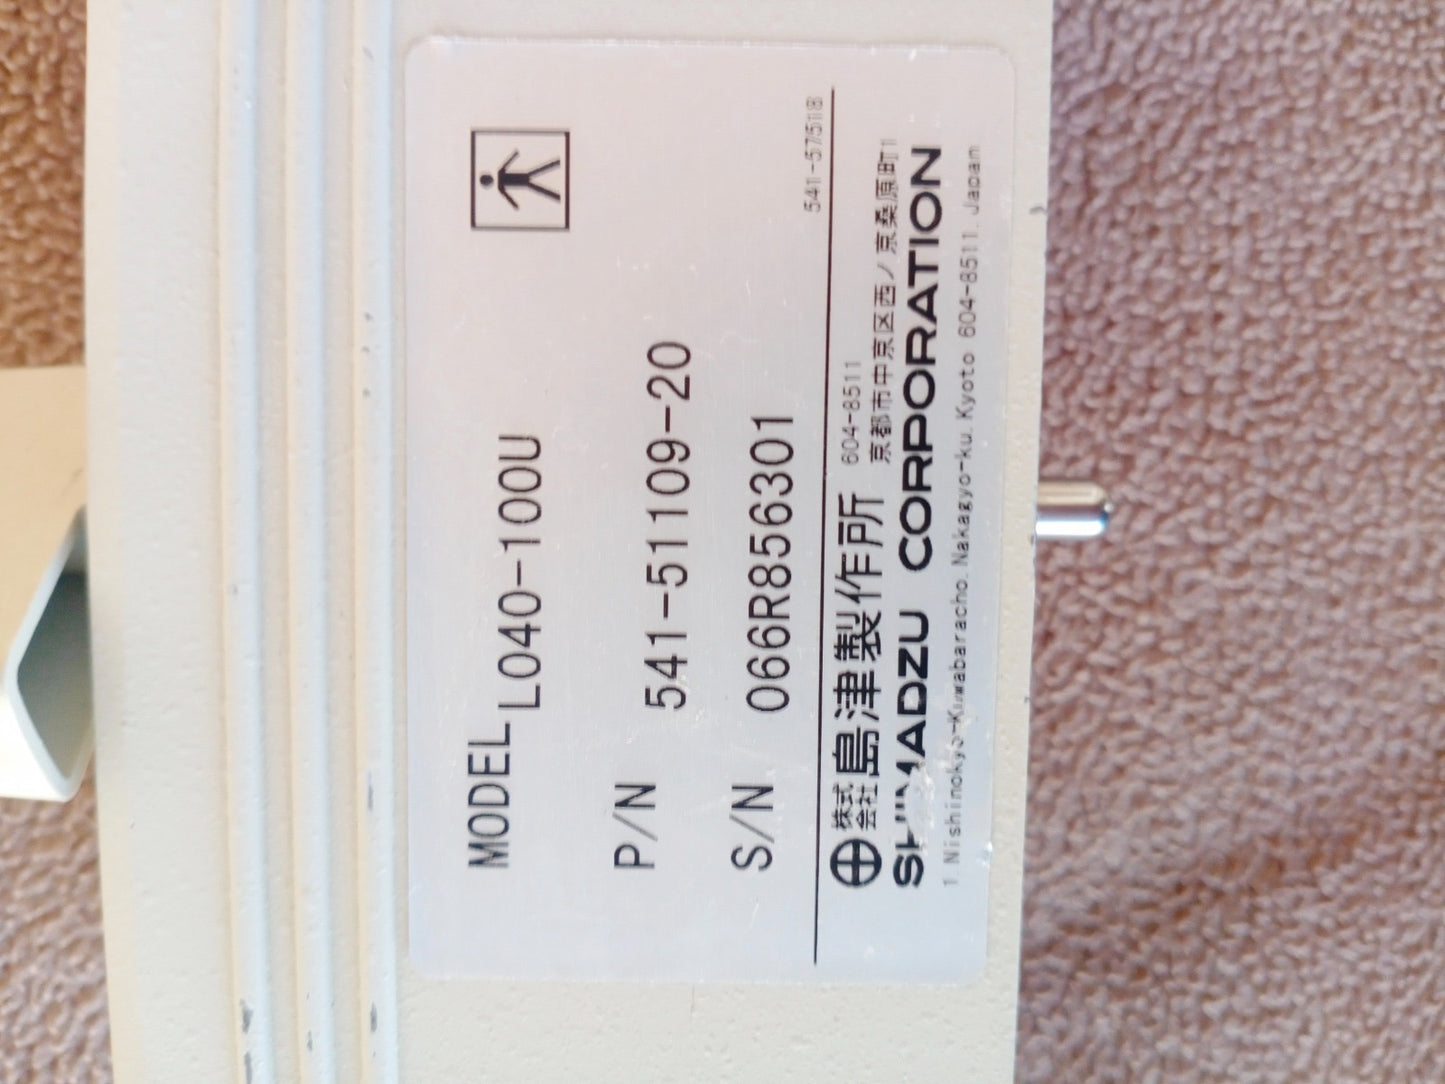 MODEL L040-100U
P/N 541-51109-20
S/N 066R856301
541-57518
株式会社 島津製作所 604-8511
京都市中京区西ノ京桑原町1
SHIMADZU CORPORATION
1.Nishinokyo-Kuwabaracho.Nakagyo-ku.Kyoto 604-8511.Japan